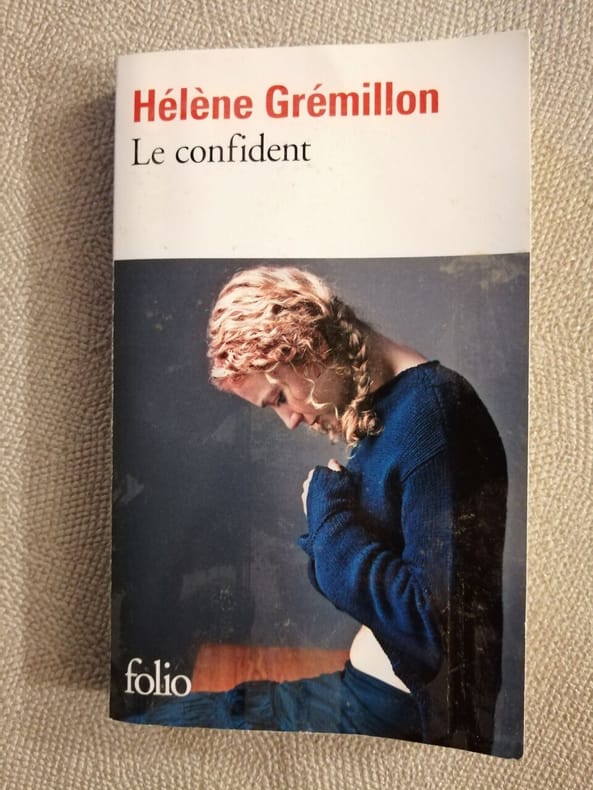 Hélène Grémillon
Le confident
folio